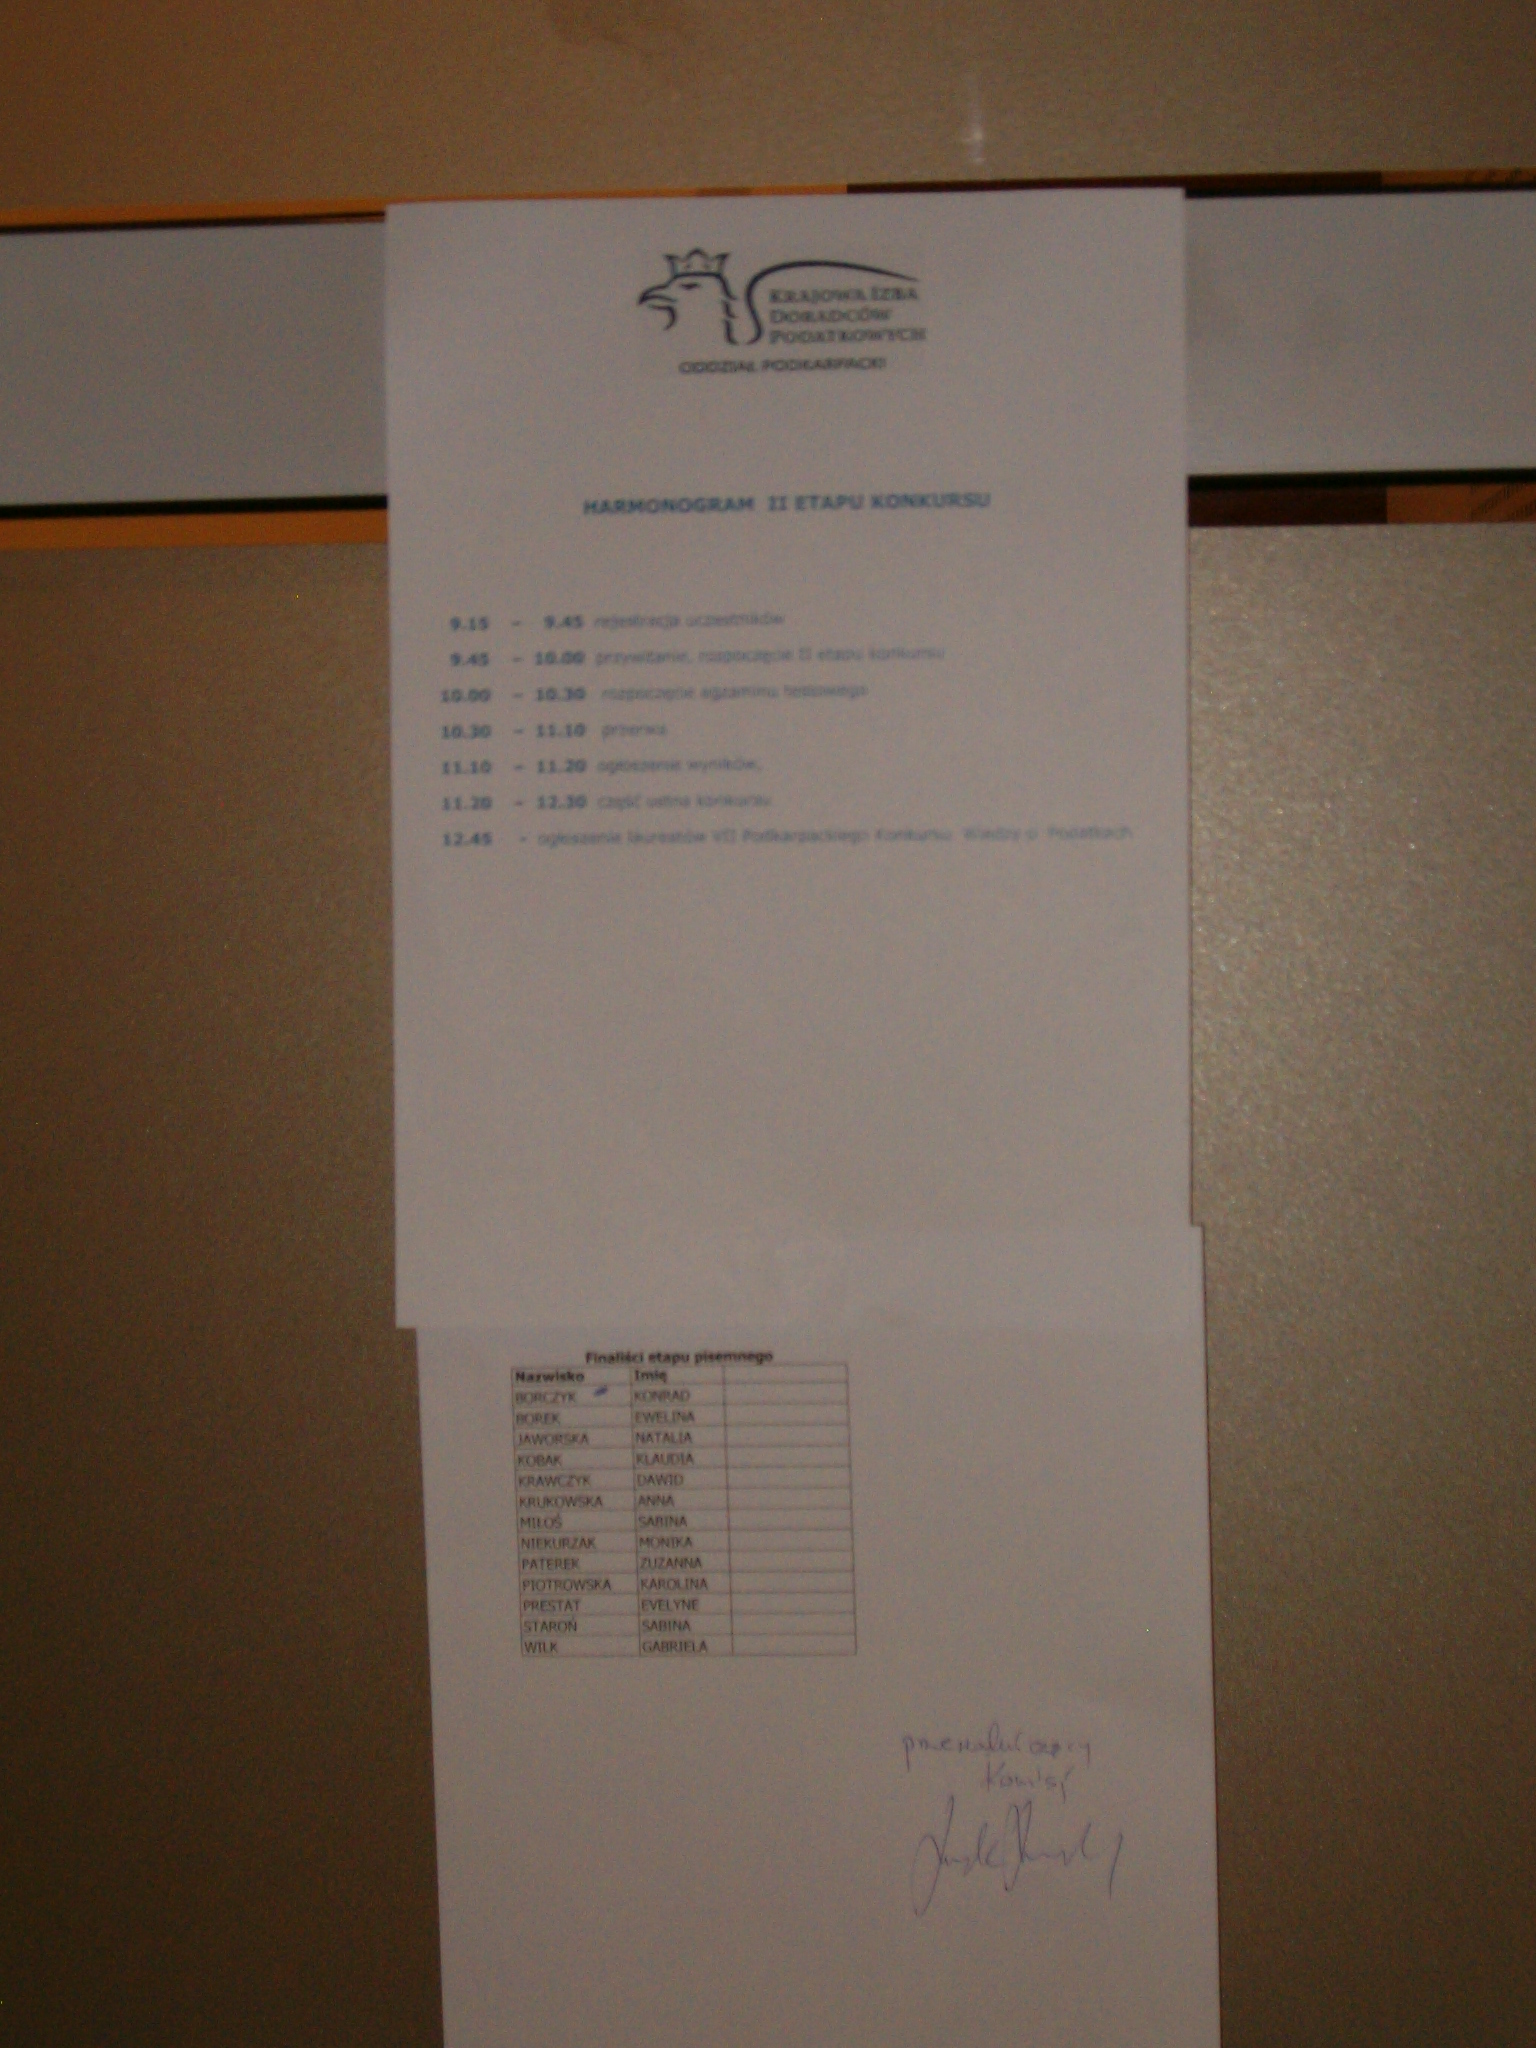 KRAJOWA IZBA
DORADCÓW
PODATKOWYCH
ODDZIAŁ PODKARPACKI
HARMONOGRAM II ETAPU KONKURSU
9.15 - 9.45 rejestracja uczestników
9.45 - 10.00 przywitanie, rozpoczęcie II etapu konkursu
10.00 - 10.30 rozpoczęcie egzaminu testowego
10.30 - 11.10 przerwa
11.10 - 11.20 ogłoszenie wyników,
11.20 - 12.30 część ustna konkursu
12.45 - ogłoszenie laureatów VII Podkarpackiego Konkursu Wiedzy o Podatkach
Finaliści etapu pisemnego
Nazwisko Imię
BORCZYK KONRAD
BOREK EWELINA
JAWORSKA NATALIA
KOBAK KLAUDIA
KRAWCZYK DAWID
KRUKOWSKA ANNA
MIŁOŚ SABINA
NIEKURZAK MONIKA
PATEREK ZUZANNA
PIOTROWSKA KAROLINA
PRESTAT EVELYNE
STAROŃ SABINA
WILK GABRIELA
przewodniczący
Komisji